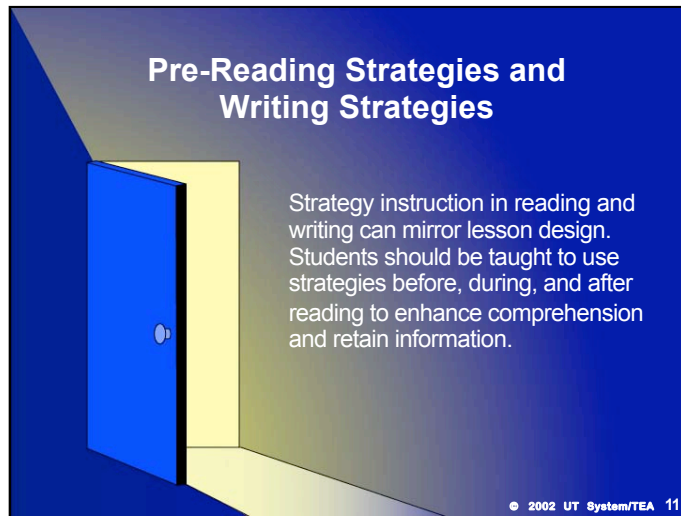 Pre-Reading Strategies and
Writing Strategies
Strategy instruction in reading and
writing can mirror lesson design.
Students should be taught to use
strategies before, during, and after
reading to enhance comprehension
and retain information.
© 2002 UT System/TEA 11